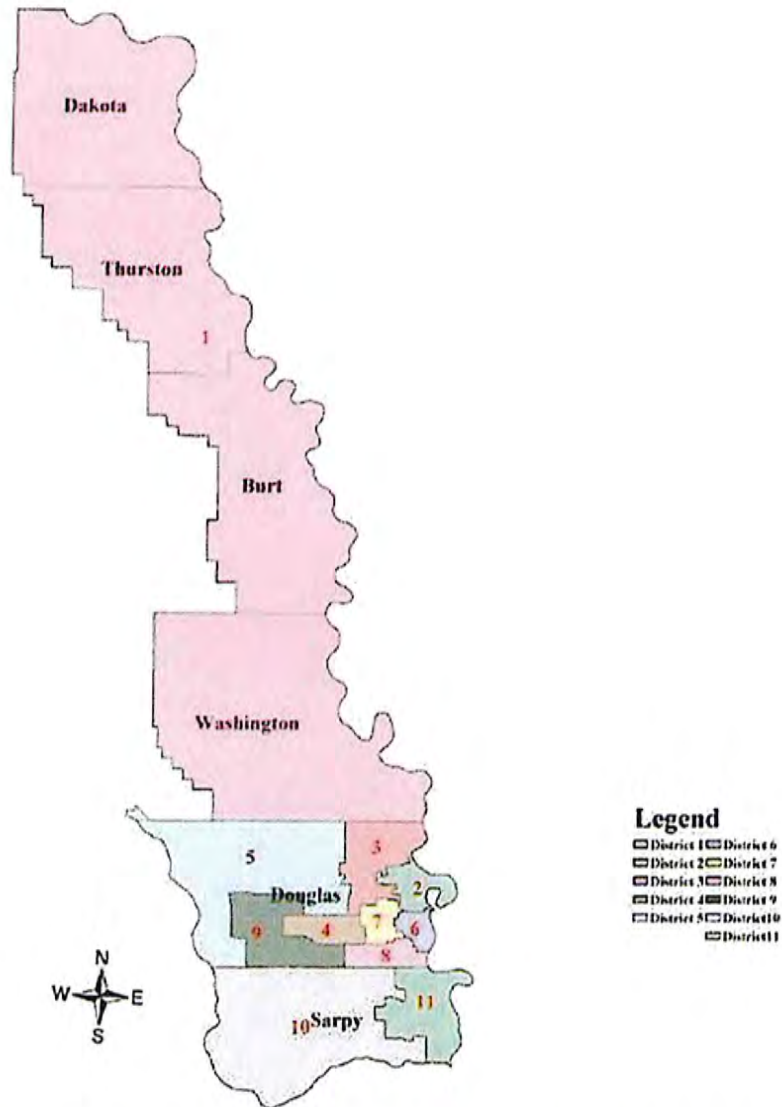 Dakota
Thurston
1
Burt
Washington
5
3
2
Douglas
9
4
7
6
8
10 Sarpy
11
N
W E
S
Legend
District 1 District 6
District 2 District 7
District 3 District 8
District 4 District 9
District 5 District10
District11